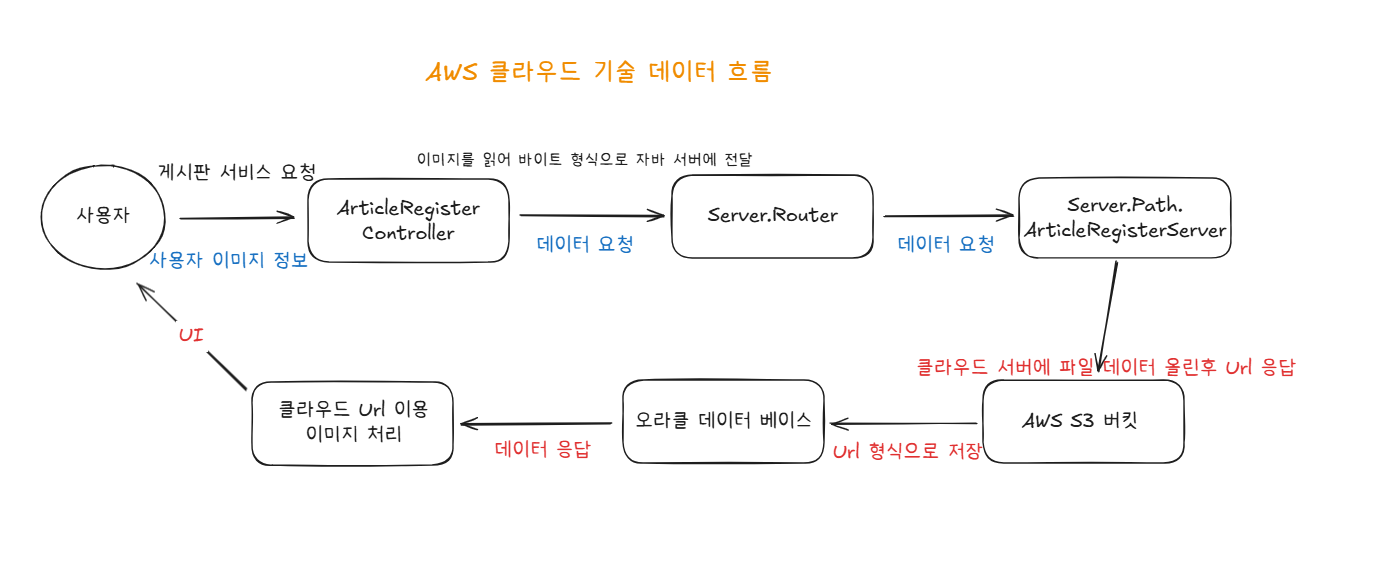 AWS 클라우드 기술 데이터 흐름
이미지를 읽어 바이트 형식으로 자바 서버에 전달
게시판 서비스 요청
사용자
ArticleRegister
Controller
Server.Router
Server.Path.
ArticleRegisterServer
사용자 이미지 정보
데이터 요청
데이터 요청
UI
클라우드 서버에 파일 데이터 올린후 Url 응답
클라우드 Url 이용
이미지 처리
오라클 데이터 베이스
AWS S3 버킷
데이터 응답
Url 형식으로 저장